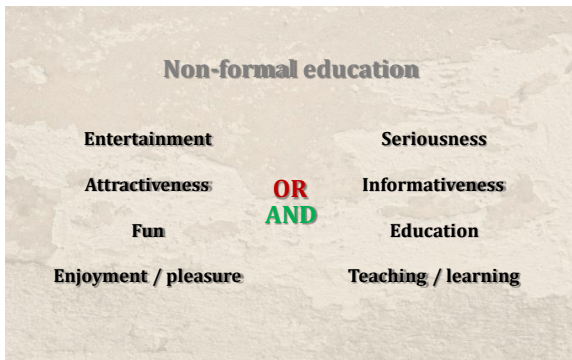 Non-formal education
Entertainment
Attractiveness
Fun
Enjoyment / pleasure
OR
AND
Seriousness
Informativeness
Education
Teaching / learning